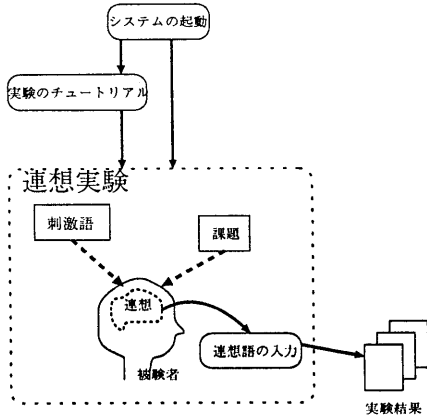 システムの起動
実験のチュートリアル
連想実験
刺激語
課題
連想
連想語の入力
被験者
実験結果